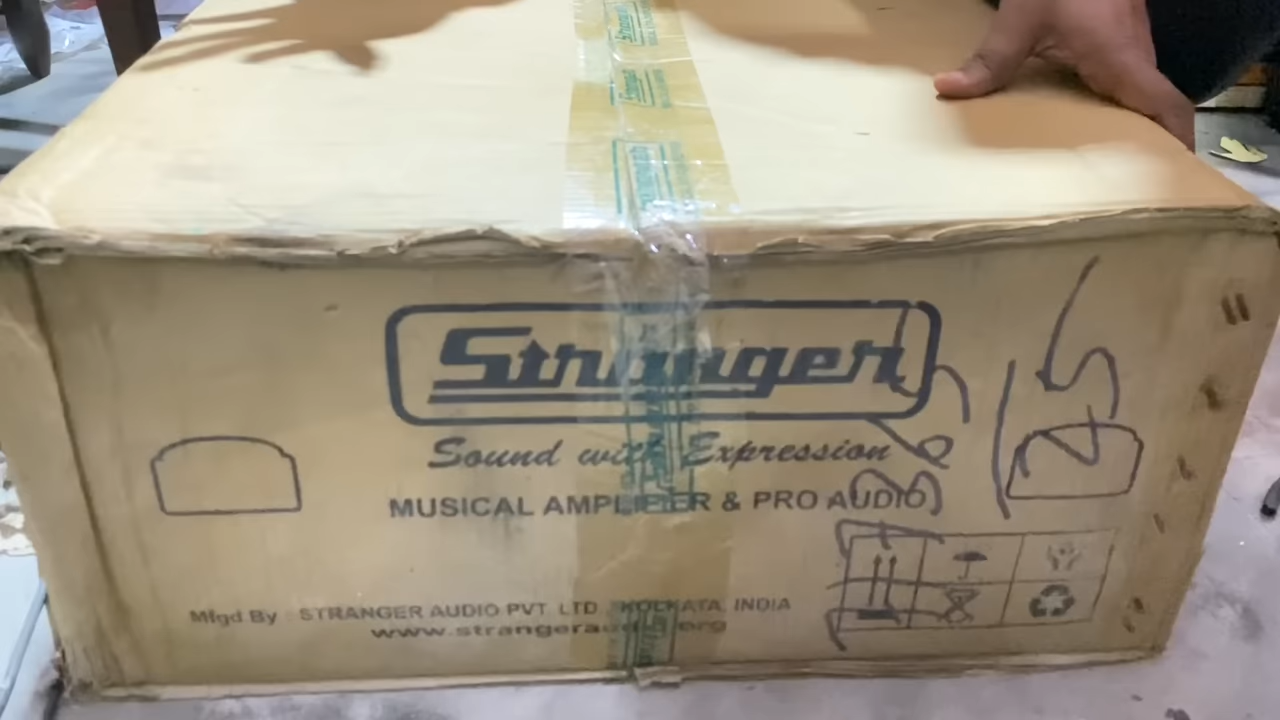 Stranger
Sound with Expression
MUSICAL AMPLIFIER & PRO AUDIO
Mfgd.By : STRANGER AUDIO PVT. LTD. KOLKATA, INDIA